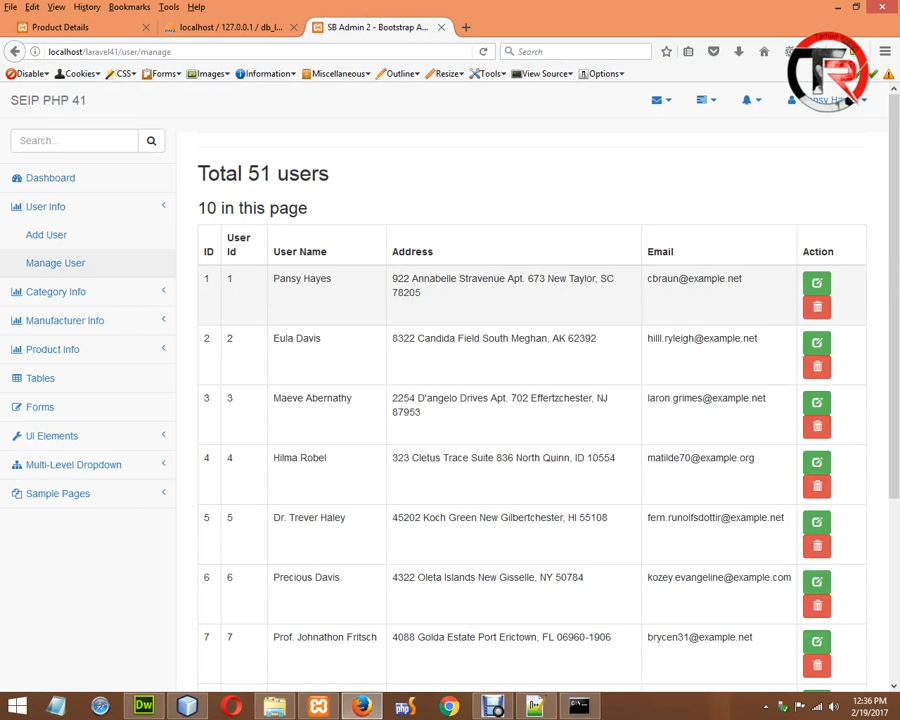 File Edit View History Bookmarks Tools Help
Product Details
localhost / 127.0.0.1 / db_l...
SB Admin 2 - Bootstrap A...
localhost/laravel41/user/manage
Search
Disable Cookies CSS Forms Images Information Miscellaneous Outline Resize Tools View Source Options
SEIP PHP 41
TR
Search...
Dashboard
User Info
Add User
Manage User
Category Info
Manufacturer Info
Product Info
Tables
Forms
UI Elements
Multi-Level Dropdown
Sample Pages
Total 51 users
10 in this page
ID User Id User Name Address Email Action
1 1 Pansy Hayes 922 Annabelle Stravenue Apt. 673 New Taylor, SC 78205 cbraun@example.net
2 2 Eula Davis 8322 Candida Field South Meghan, AK 62392 hilll.ryleigh@example.net
3 3 Maeve Abernathy 2254 D'angelo Drives Apt. 702 Effertzchester, NJ 87953 laron.grimes@example.net
4 4 Hilma Robel 323 Cletus Trace Suite 836 North Quinn, ID 10554 matilde70@example.org
5 5 Dr. Trever Haley 45202 Koch Green New Gilbertchester, HI 55108 fern.runolfsdottir@example.net
6 6 Precious Davis 4322 Oleta Islands New Gisselle, NY 50784 kozey.evangeline@example.com
7 7 Prof. Johnathon Fritsch 4088 Golda Estate Port Erictown, FL 06960-1906 brycen31@example.net
Dw
php
12:36 PM
2/19/2017